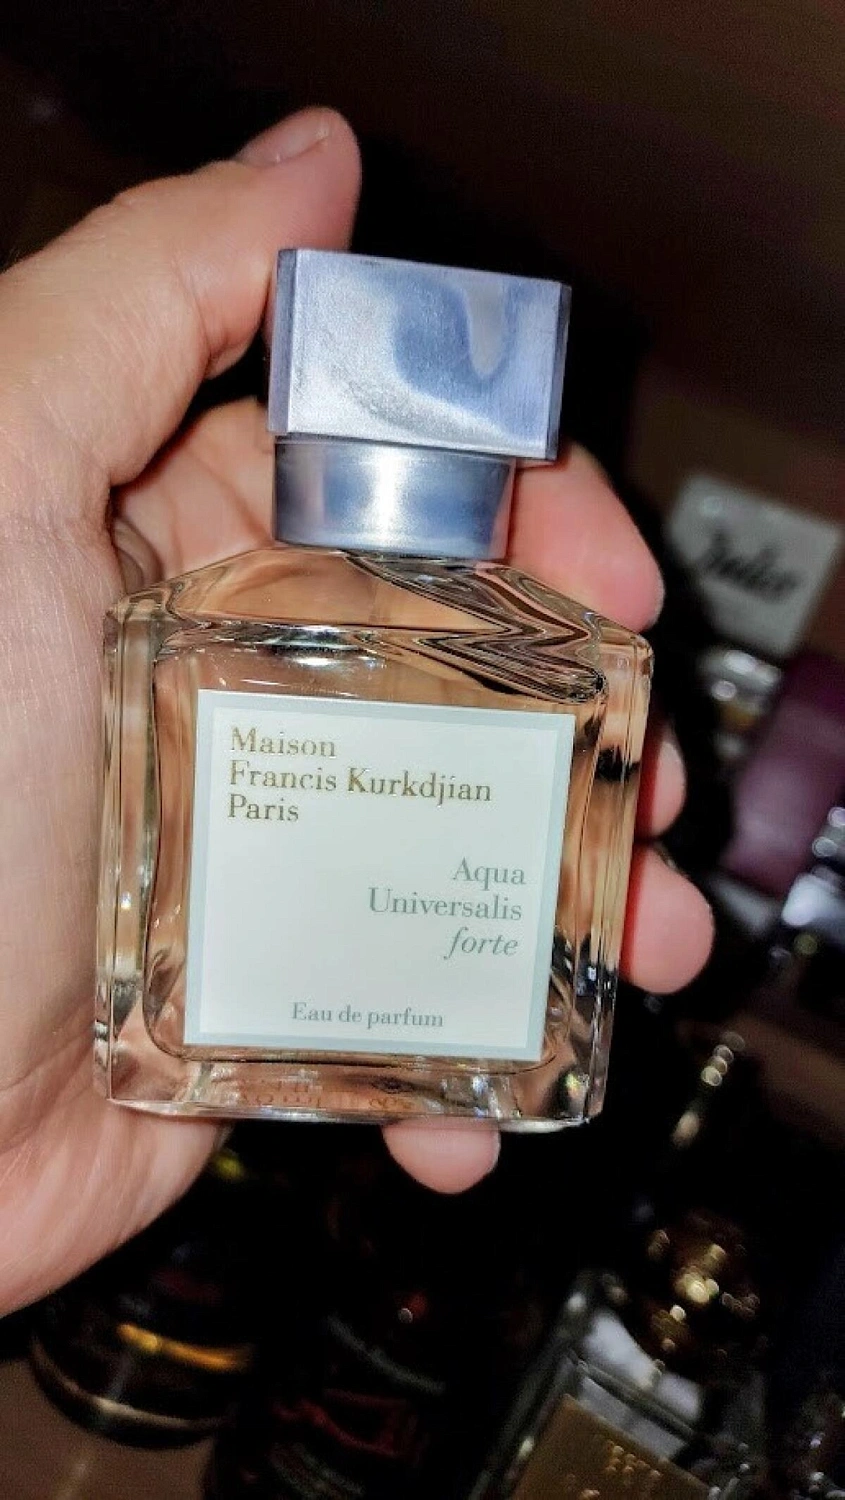 Maison
Francis Kurkdjian
Paris
Aqua
Universalis
forte
Eau de parfum